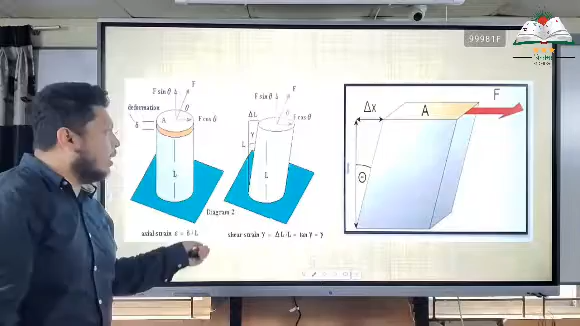 99981F
F sin θ
F
θ
deformation
δ
A
F cos θ
L
F sin θ
F
θ
ΔL
F cos θ
γ
L
L
Diagram 2
axial strain ε = δ/L
shear strain γ = ΔL/L = tan γ = γ
Δx
A
F
Θ